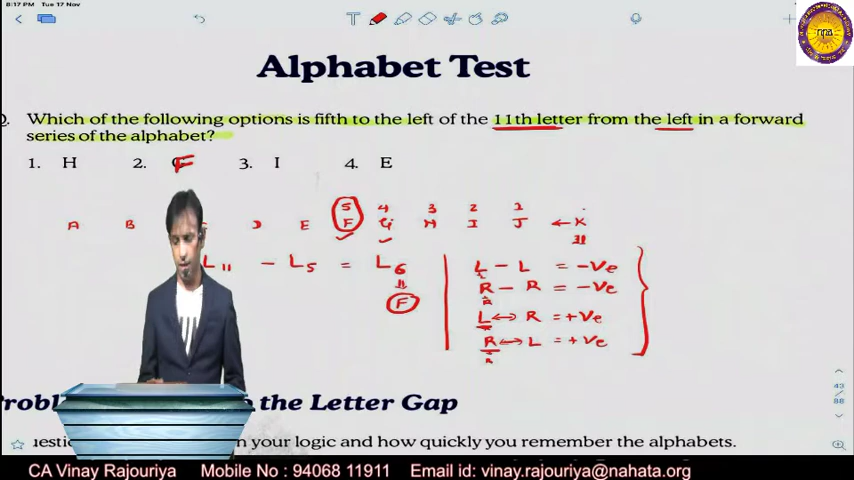 8:17 PM Tue 17 Nov
Alphabet Test
Q. Which of the following options is fifth to the left of the 11th letter from the left in a forward
series of the alphabet?
1. H 2. F 3. I 4. E
5 4 3 2 1
A B D E F G H I J ← K
11
L11 - L5 = L6
F
L - L = -ve
R - R = -ve
L ↔ R = +ve
R ↔ L = +ve
the Letter Gap
your logic and how quickly you remember the alphabets.
43
88
CA Vinay Rajouriya Mobile No : 94068 11911 Email id: vinay.rajouriya@nahata.org